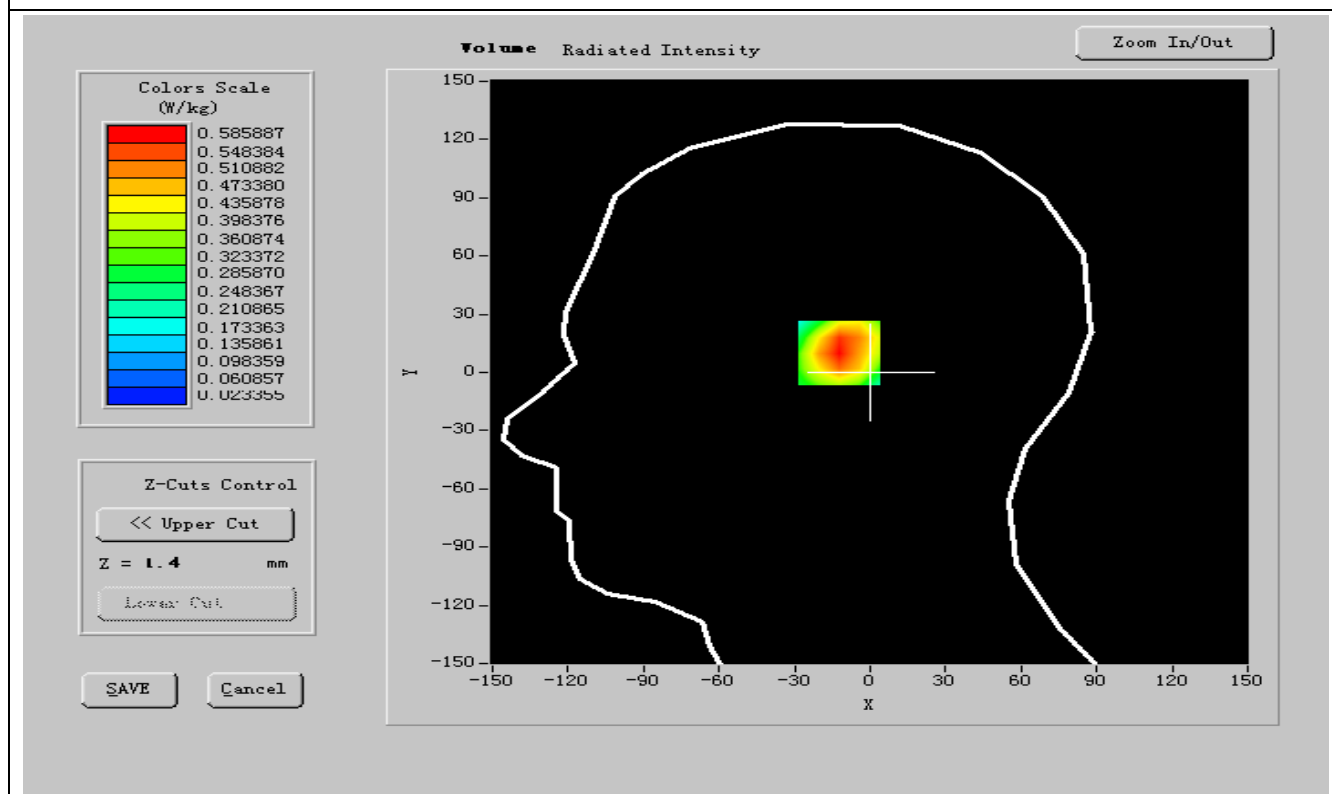 Volume Radiated Intensity
Zoom In/Out
Colors Scale
(W/kg)
0.585887
0.548384
0.510882
0.473380
0.435878
0.398376
0.360874
0.323372
0.285870
0.248367
0.210865
0.173363
0.135861
0.098359
0.060857
0.023355
Z-Cuts Control
<< Upper Cut
Z = 1.4 mm
Lower Cut
SAVE Cancel
150
120
90
60
30
0
-30
-60
-90
-120
-150
Y
-150 -120 -90 -60 -30 0 30 60 90 120 150
X